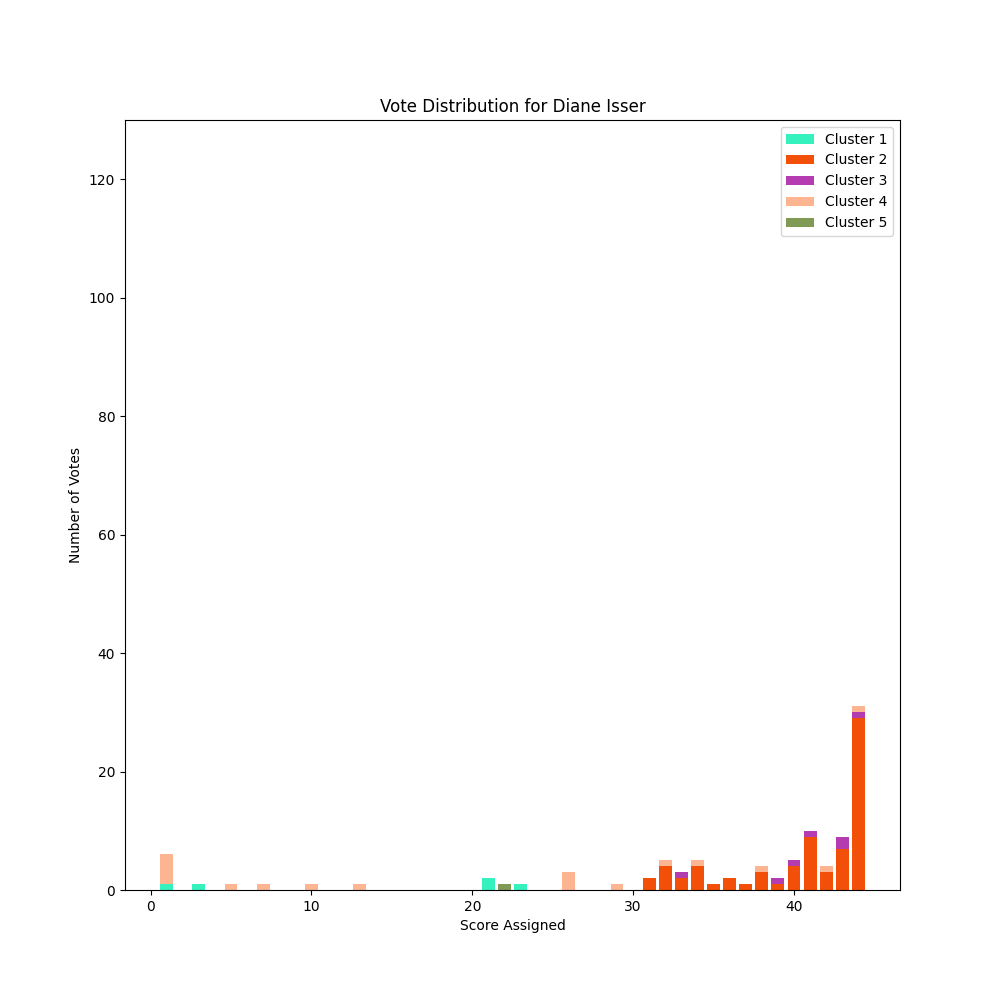 Vote Distribution for Diane Isser
Cluster 1
Cluster 2
Cluster 3
Cluster 4
Cluster 5
120
100
80
60
40
20
0
Number of Votes
0 10 20 30 40
Score Assigned